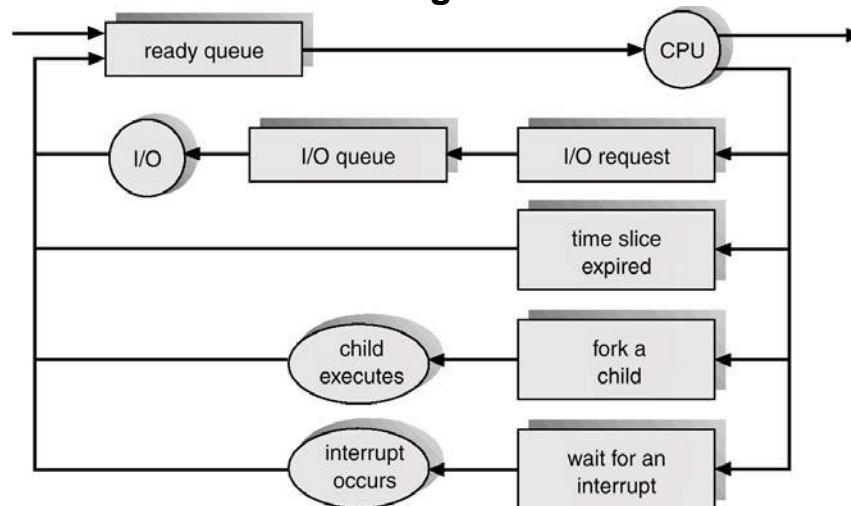 ready queue
CPU
I/O
I/O queue
I/O request
time slice
expired
child
executes
fork a
child
interrupt
occurs
wait for an
interrupt